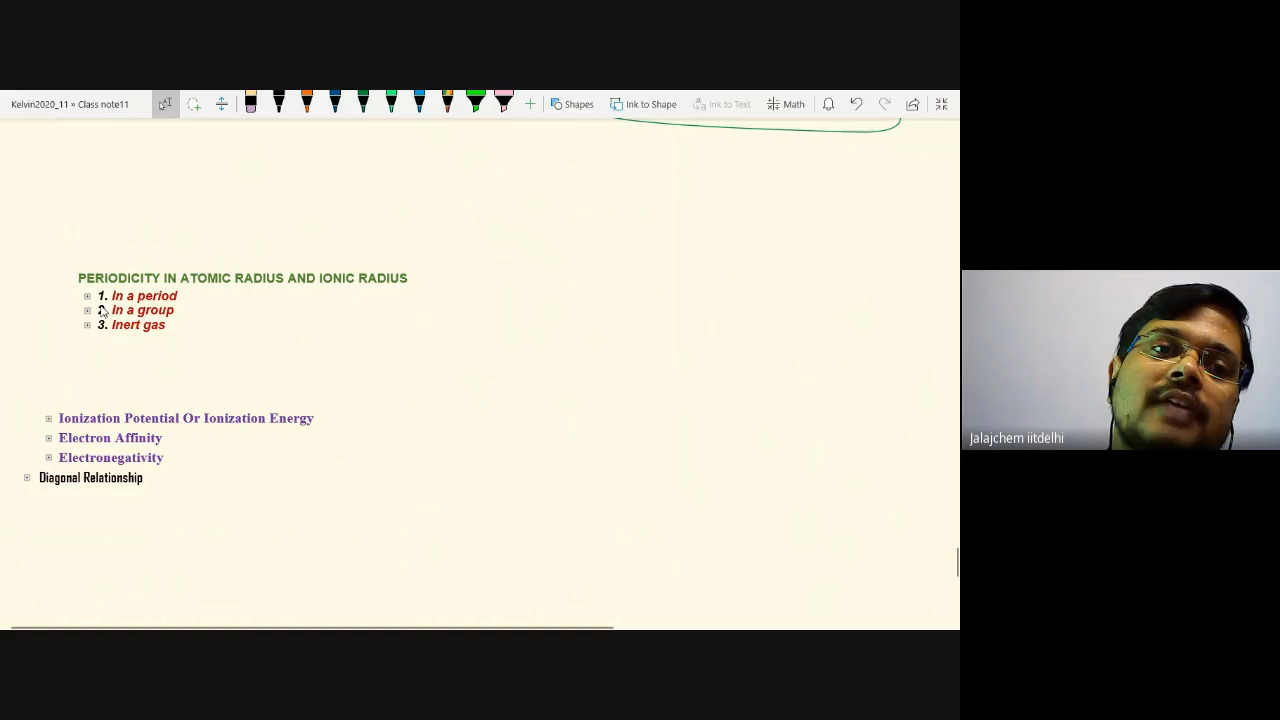 Kelvin2020_11 » Class note11
Shapes
Ink to Shape
Ink to Text
Math
PERIODICITY IN ATOMIC RADIUS AND IONIC RADIUS
1. In a period
In a group
3. Inert gas
Ionization Potential Or Ionization Energy
Electron Affinity
Electronegativity
Diagonal Relationship
Jalajchem iitdelhi